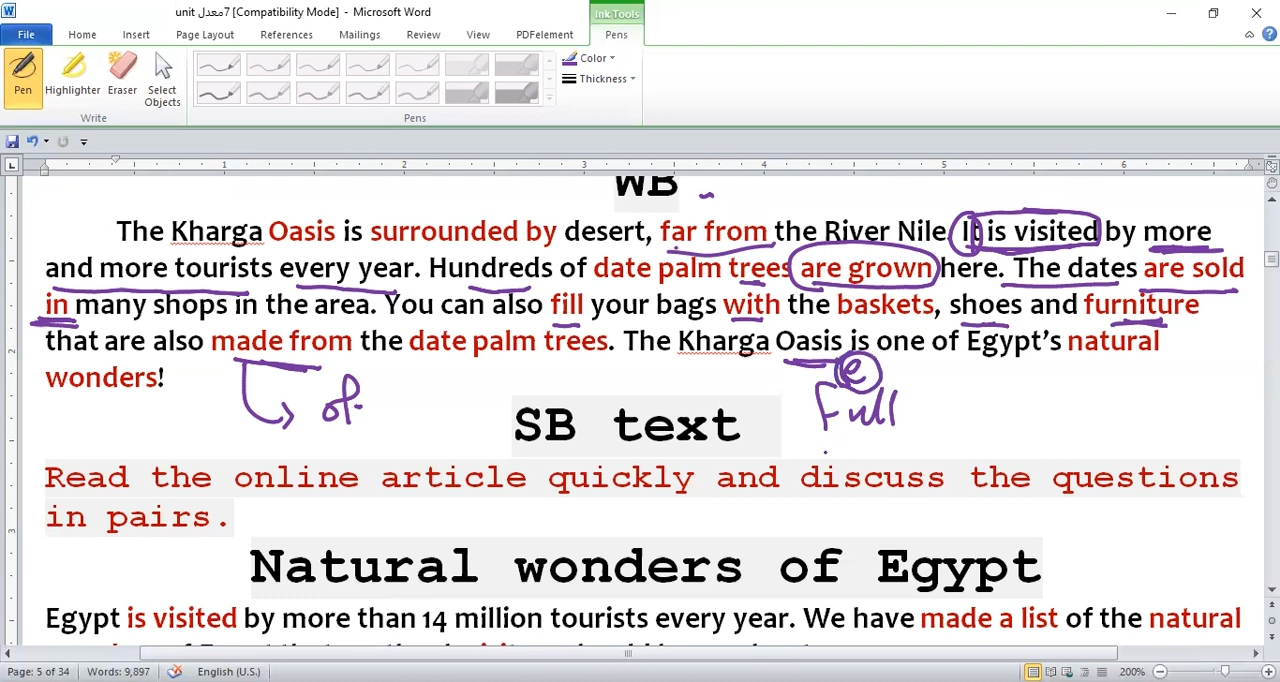 unit معدل7 [Compatibility Mode] - Microsoft Word
Ink Tools
File Home Insert Page Layout References Mailings Review View PDFelement Pens
Pen Highlighter Eraser Select Objects
Color
Thickness
Write
Pens
1 2 3 4 5 6
WB
The Kharga Oasis is surrounded by desert, far from the River Nile. It is visited by more
and more tourists every year. Hundreds of date palm trees are grown here. The dates are sold
in many shops in the area. You can also fill your bags with the baskets, shoes and furniture
that are also made from the date palm trees. The Kharga Oasis is one of Egypt's natural
wonders!
e
of Full
SB text
Read the online article quickly and discuss the questions
in pairs.
Natural wonders of Egypt
Egypt is visited by more than 14 million tourists every year. We have made a list of the natural
Page: 5 of 34 Words: 9,897 English (U.S.) 200%